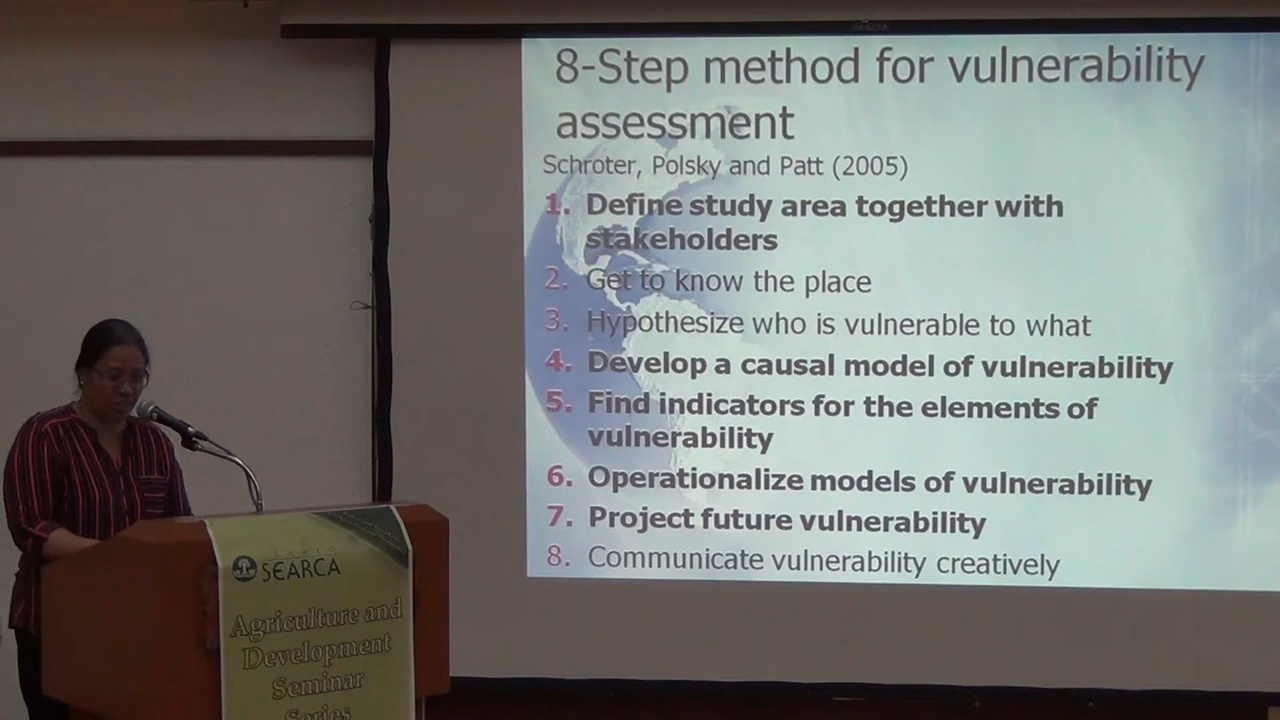 8-Step method for vulnerability
assessment
Schroter, Polsky and Patt (2005)
1. Define study area together with
stakeholders
2. Get to know the place
3. Hypothesize who is vulnerable to what
4. Develop a causal model of vulnerability
5. Find indicators for the elements of
vulnerability
6. Operationalize models of vulnerability
7. Project future vulnerability
8. Communicate vulnerability creatively
SEARCA
Agriculture and
Development
Seminar
Series